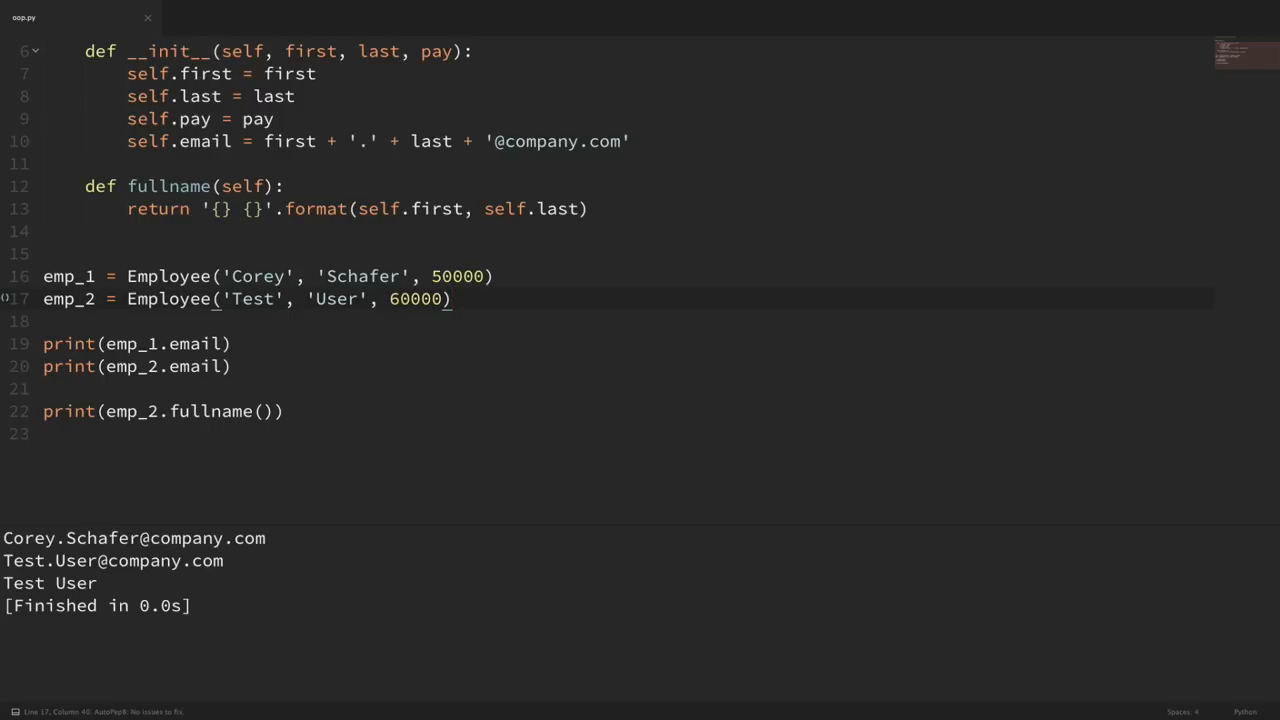 oop.py
6 def __init__(self, first, last, pay):
7 self.first = first
8 self.last = last
9 self.pay = pay
10 self.email = first + '.' + last + '@company.com'
11
12 def fullname(self):
13 return '{} {}'.format(self.first, self.last)
14
15
16 emp_1 = Employee('Corey', 'Schafer', 50000)
17 emp_2 = Employee('Test', 'User', 60000)
18
19 print(emp_1.email)
20 print(emp_2.email)
21
22 print(emp_2.fullname())
23
Corey.Schafer@company.com
Test.User@company.com
Test User
[Finished in 0.0s]
Line 17, Column 40; AutoPep8: No issues to fix. Spaces: 4 Python